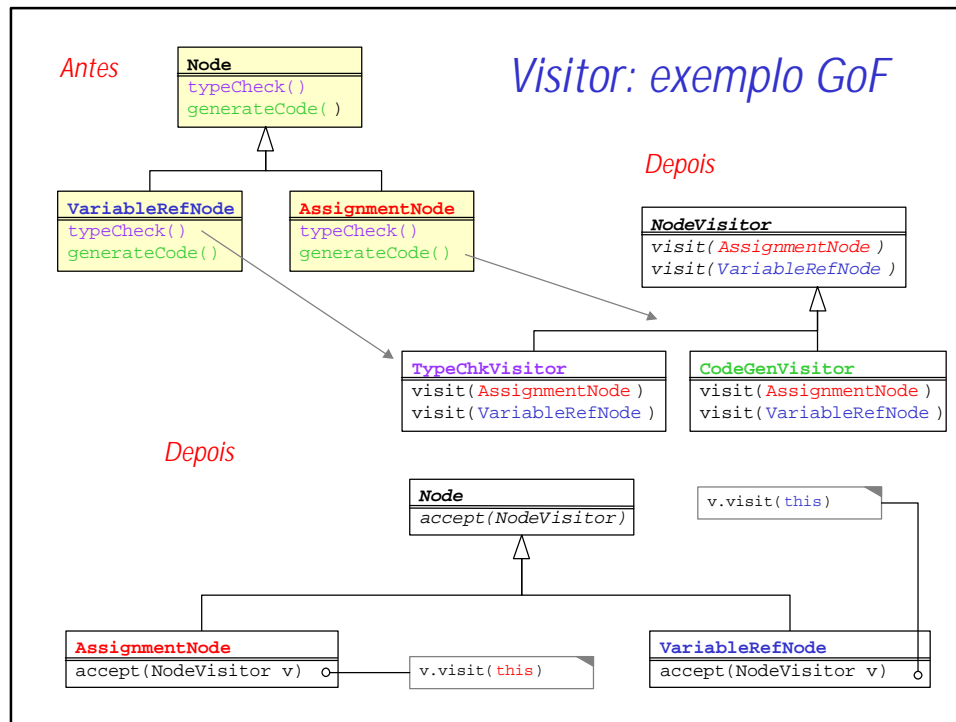 Antes
Visitor: exemplo GoF
Node
typeCheck()
generateCode()
VariableRefNode
typeCheck()
generateCode()
AssignmentNode
typeCheck()
generateCode()
Depois
NodeVisitor
visit(AssignmentNode)
visit(VariableRefNode)
TypeChkVisitor
visit(AssignmentNode)
visit(VariableRefNode)
CodeGenVisitor
visit(AssignmentNode)
visit(VariableRefNode)
Depois
Node
accept(NodeVisitor)
v.visit(this)
AssignmentNode
accept(NodeVisitor v)
v.visit(this)
VariableRefNode
accept(NodeVisitor v)